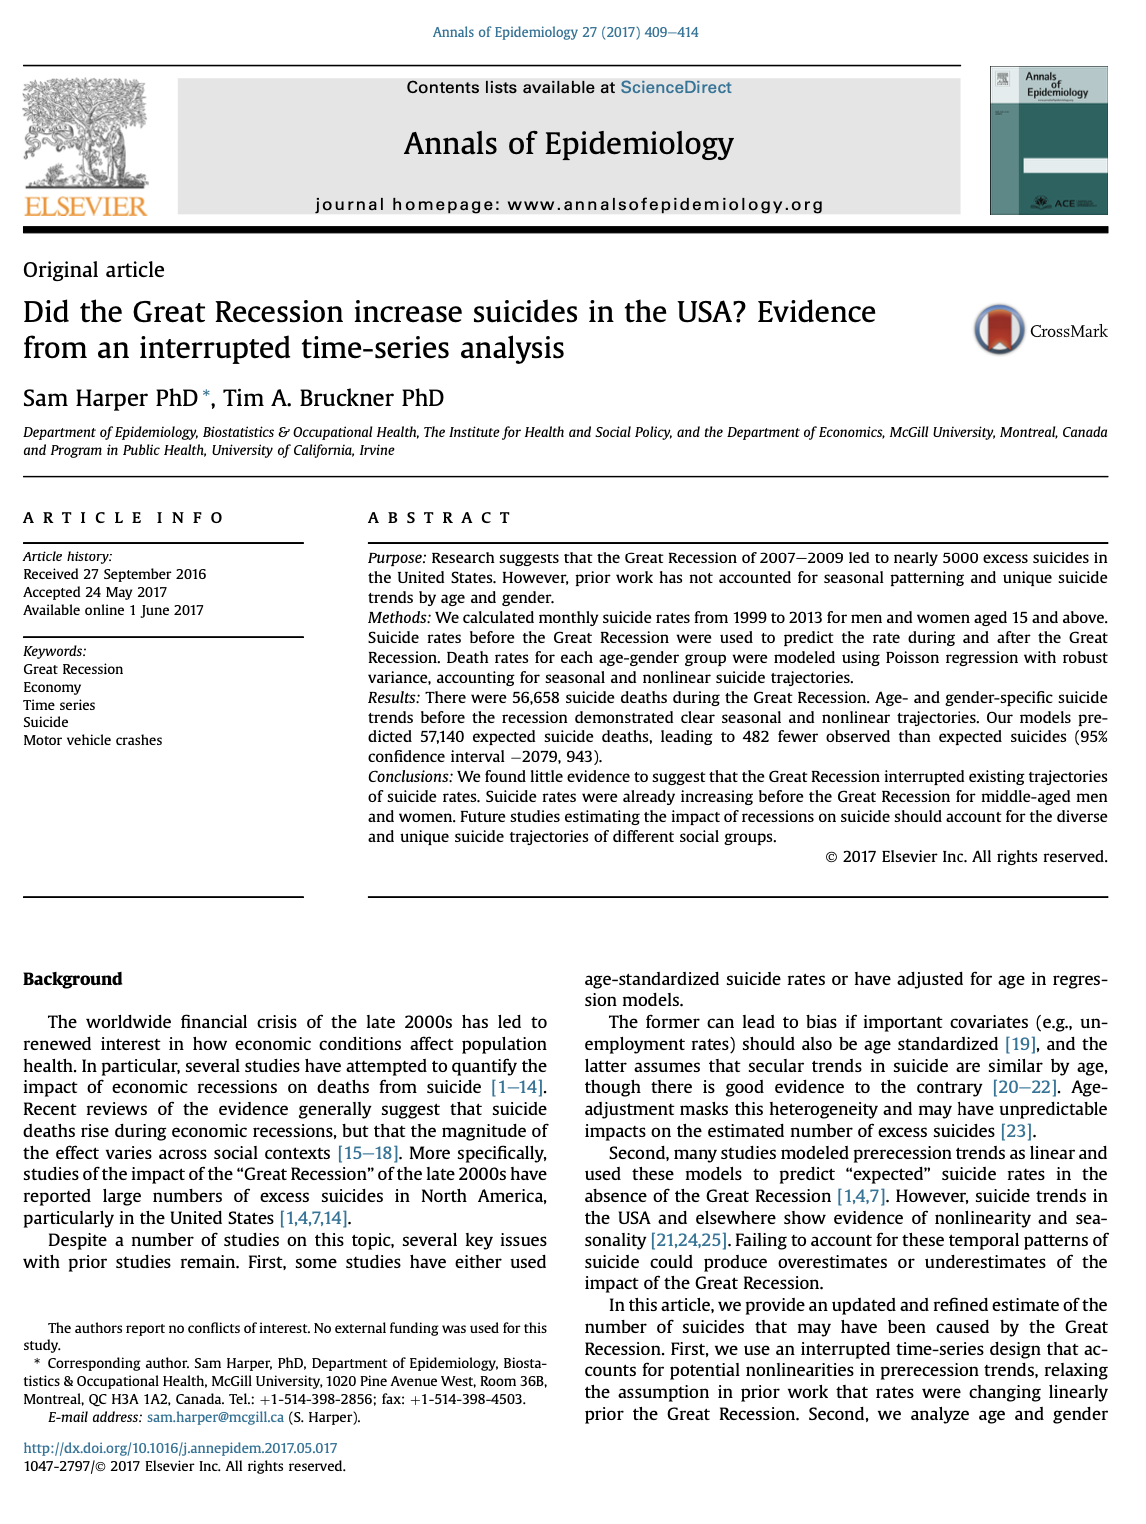 Annals of Epidemiology 27 (2017) 409–414
Contents lists available at ScienceDirect
Annals of Epidemiology
journal homepage: www.annalsofepidemiology.org
ELSEVIER
Annals
of
Epidemiology
ACE
Original article
Did the Great Recession increase suicides in the USA? Evidence
from an interrupted time-series analysis
CrossMark
Sam Harper PhD *, Tim A. Bruckner PhD
Department of Epidemiology, Biostatistics & Occupational Health, The Institute for Health and Social Policy, and the Department of Economics, McGill University, Montreal, Canada
and Program in Public Health, University of California, Irvine
ARTICLE INFO
Article history:
Received 27 September 2016
Accepted 24 May 2017
Available online 1 June 2017
Keywords:
Great Recession
Economy
Time series
Suicide
Motor vehicle crashes
ABSTRACT
Purpose: Research suggests that the Great Recession of 2007–2009 led to nearly 5000 excess suicides in
the United States. However, prior work has not accounted for seasonal patterning and unique suicide
trends by age and gender.
Methods: We calculated monthly suicide rates from 1999 to 2013 for men and women aged 15 and above.
Suicide rates before the Great Recession were used to predict the rate during and after the Great
Recession. Death rates for each age-gender group were modeled using Poisson regression with robust
variance, accounting for seasonal and nonlinear suicide trajectories.
Results: There were 56,658 suicide deaths during the Great Recession. Age- and gender-specific suicide
trends before the recession demonstrated clear seasonal and nonlinear trajectories. Our models pre-
dicted 57,140 expected suicide deaths, leading to 482 fewer observed than expected suicides (95%
confidence interval −2079, 943).
Conclusions: We found little evidence to suggest that the Great Recession interrupted existing trajectories
of suicide rates. Suicide rates were already increasing before the Great Recession for middle-aged men
and women. Future studies estimating the impact of recessions on suicide should account for the diverse
and unique suicide trajectories of different social groups.
© 2017 Elsevier Inc. All rights reserved.
Background
The worldwide financial crisis of the late 2000s has led to
renewed interest in how economic conditions affect population
health. In particular, several studies have attempted to quantify the
impact of economic recessions on deaths from suicide [1–14].
Recent reviews of the evidence generally suggest that suicide
deaths rise during economic recessions, but that the magnitude of
the effect varies across social contexts [15–18]. More specifically,
studies of the impact of the “Great Recession” of the late 2000s have
reported large numbers of excess suicides in North America,
particularly in the United States [1,4,7,14].
Despite a number of studies on this topic, several key issues
with prior studies remain. First, some studies have either used
The authors report no conflicts of interest. No external funding was used for this
study.
* Corresponding author. Sam Harper, PhD, Department of Epidemiology, Biosta-
tistics & Occupational Health, McGill University, 1020 Pine Avenue West, Room 36B,
Montreal, QC H3A 1A2, Canada. Tel.: +1-514-398-2856; fax: +1-514-398-4503.
E-mail address: sam.harper@mcgill.ca (S. Harper).
http://dx.doi.org/10.1016/j.annepidem.2017.05.017
1047-2797/© 2017 Elsevier Inc. All rights reserved.
age-standardized suicide rates or have adjusted for age in regres-
sion models.
The former can lead to bias if important covariates (e.g., un-
employment rates) should also be age standardized [19], and the
latter assumes that secular trends in suicide are similar by age,
though there is good evidence to the contrary [20–22]. Age-
adjustment masks this heterogeneity and may have unpredictable
impacts on the estimated number of excess suicides [23].
Second, many studies modeled prerecession trends as linear and
used these models to predict “expected” suicide rates in the
absence of the Great Recession [1,4,7]. However, suicide trends in
the USA and elsewhere show evidence of nonlinearity and sea-
sonality [21,24,25]. Failing to account for these temporal patterns of
suicide could produce overestimates or underestimates of the
impact of the Great Recession.
In this article, we provide an updated and refined estimate of the
number of suicides that may have been caused by the Great
Recession. First, we use an interrupted time-series design that ac-
counts for potential nonlinearities in prerecession trends, relaxing
the assumption in prior work that rates were changing linearly
prior the Great Recession. Second, we analyze age and gender